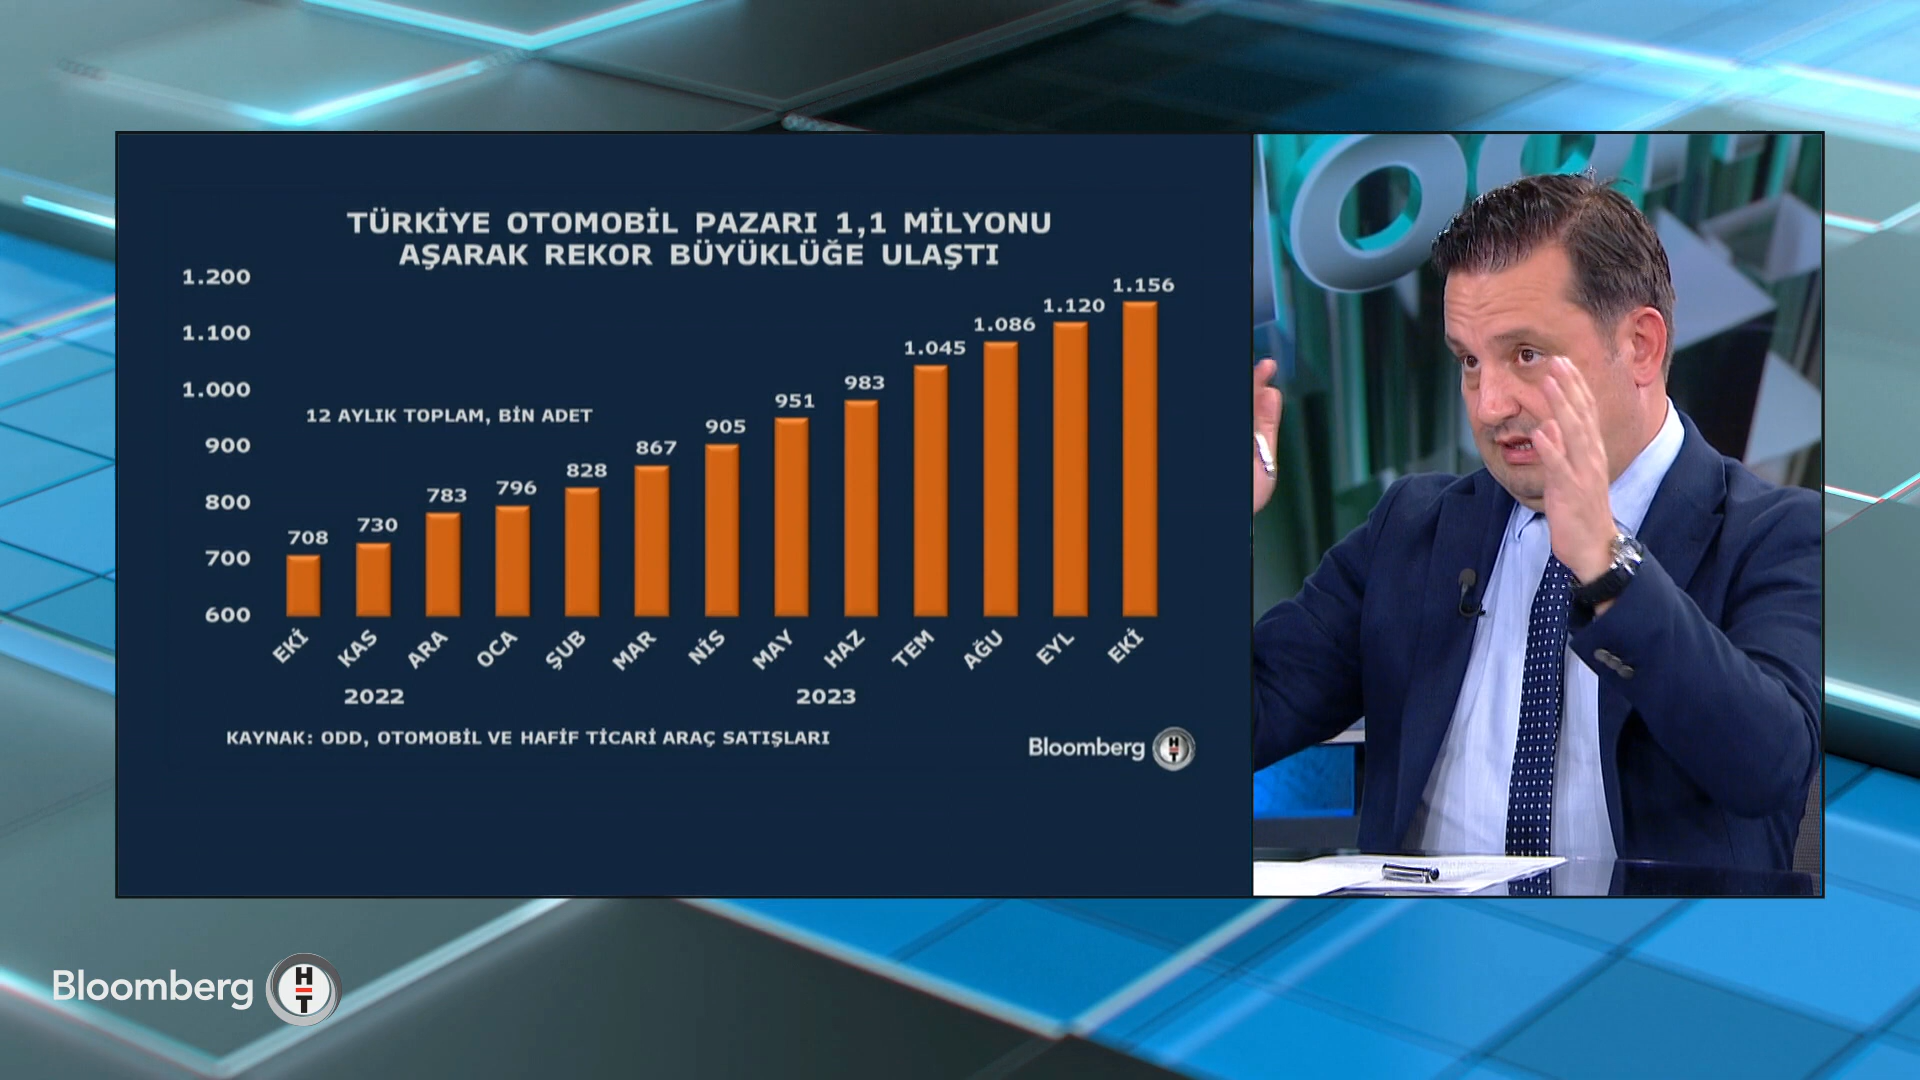 TÜRKİYE OTOMOBİL PAZARI 1,1 MİLYONU
AŞARAK REKOR BÜYÜKLÜĞE ULAŞTI
1.200
1.100
1.000
900
800
700
600
12 AYLIK TOPLAM, BİN ADET
708
730
783
796
828
867
905
951
983
1.045
1.086
1.120
1.156
EKİ
KAS
ARA
OCA
ŞUB
MAR
NİS
MAY
HAZ
TEM
AĞU
EYL
EKİ
2022
2023
KAYNAK: ODD, OTOMOBİL VE HAFİF TİCARİ ARAÇ SATIŞLARI
Bloomberg HT
Bloomberg HT